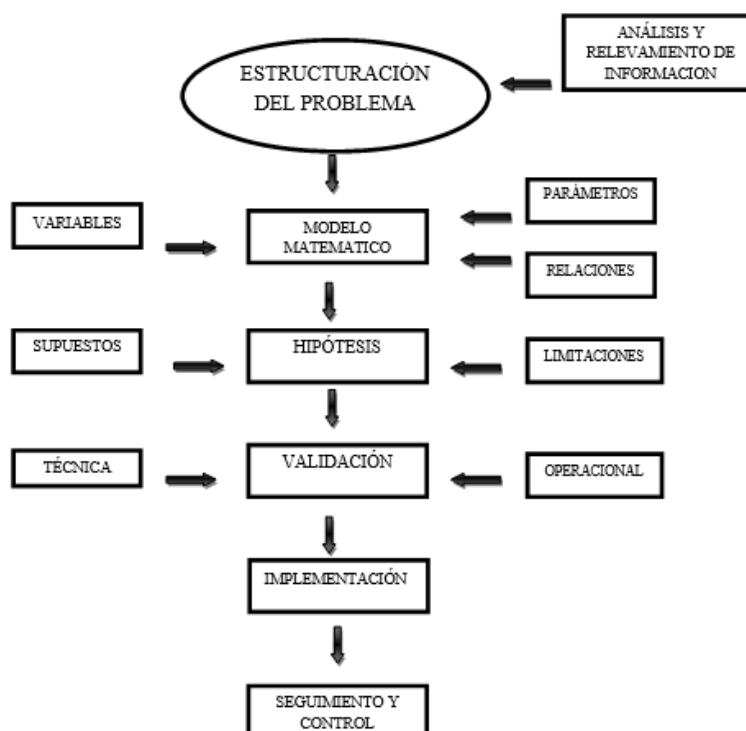 ANÁLISIS Y
RELEVAMIENTO DE
INFORMACION
ESTRUCTURACIÓN
DEL PROBLEMA
PARÁMETROS
VARIABLES
MODELO
MATEMATICO
RELACIONES
SUPUESTOS
HIPÓTESIS
LIMITACIONES
TÉCNICA
VALIDACIÓN
OPERACIONAL
IMPLEMENTACIÓN
SEGUIMIENTO Y
CONTROL